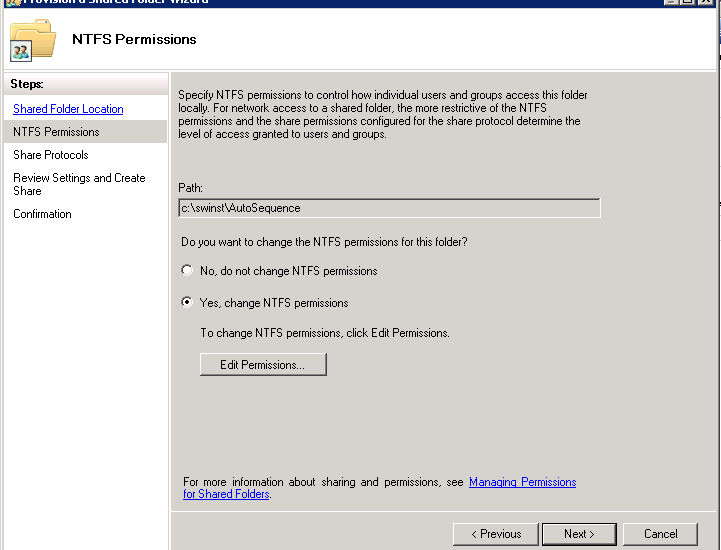 Provision a Shared Folder Wizard
NTFS Permissions
Steps:
Shared Folder Location
NTFS Permissions
Share Protocols
Review Settings and Create
Share
Confirmation
Specify NTFS permissions to control how individual users and groups access this folder
locally. For network access to a shared folder, the more restrictive of the NTFS
permissions and the share permissions configured for the share protocol determine the
level of access granted to users and groups.
Path:
c:\swinst\AutoSequence
Do you want to change the NTFS permissions for this folder?
No, do not change NTFS permissions
Yes, change NTFS permissions
To change NTFS permissions, click Edit Permissions.
Edit Permissions...
For more information about sharing and permissions, see Managing Permissions
for Shared Folders.
< Previous
Next >
Cancel